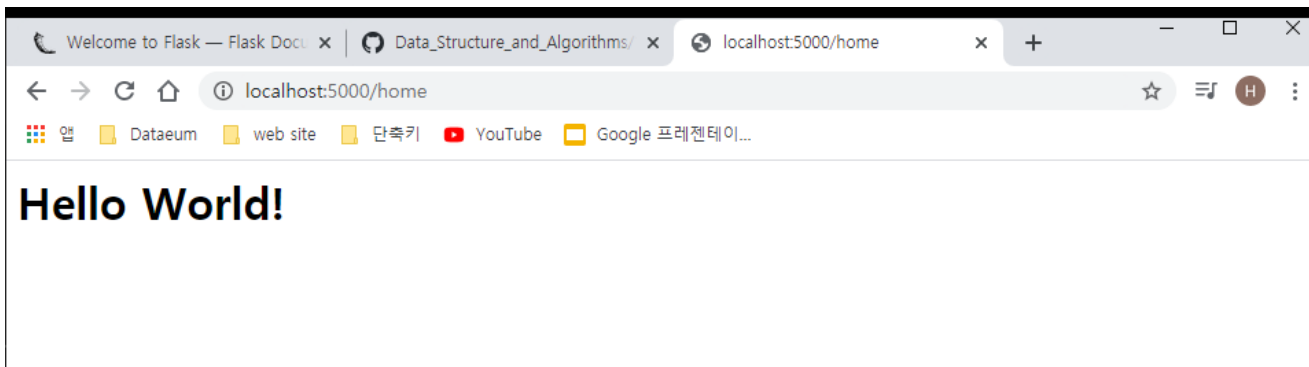 Welcome to Flask — Flask Docu Data_Structure_and_Algorithms/ localhost:5000/home
localhost:5000/home H
앱 Dataeum web site 단축키 YouTube Google 프레젠테이...
Hello World!